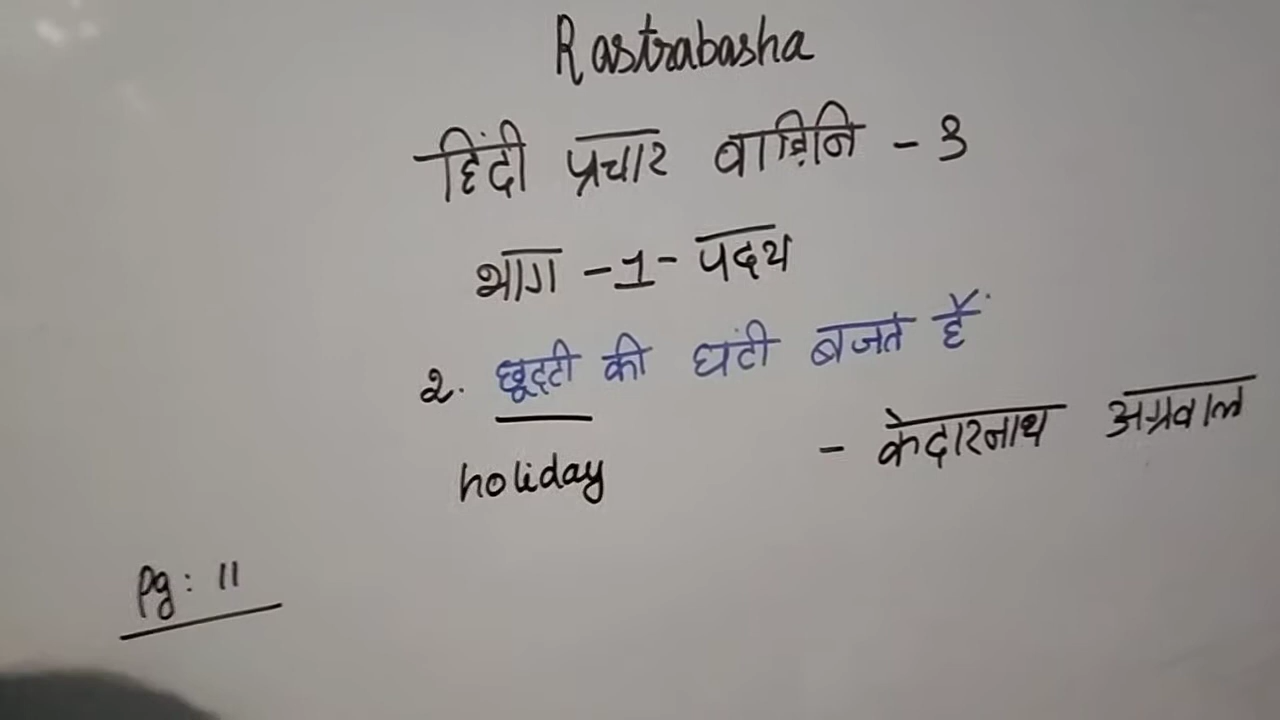 Rastrabasha
हिंदी प्रचार वाहिनि - 3
भाग - 1 - पद्य
2. छूट्टी की घंटी बजते हैं
holiday
- केदारनाथ अग्रवाल
Pg: 11